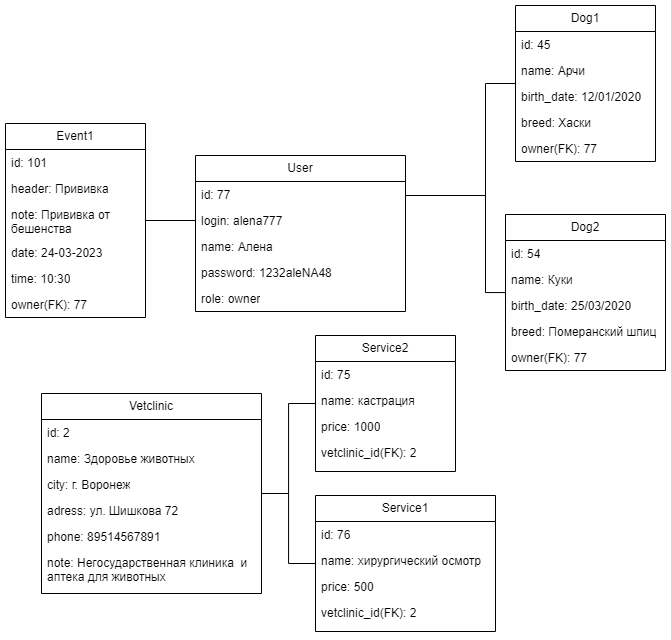 Dog1
id: 45
name: Арчи
birth_date: 12/01/2020
breed: Хаски
owner(FK): 77
Event1
id: 101
header: Прививка
note: Прививка от
бешенства
date: 24-03-2023
time: 10:30
owner(FK): 77
User
id: 77
login: alena777
name: Алена
password: 1232aleNA48
role: owner
Dog2
id: 54
name: Куки
birth_date: 25/03/2020
breed: Померанский шпиц
owner(FK): 77
Service2
id: 75
name: кастрация
price: 1000
vetclinic_id(FK): 2
Vetclinic
id: 2
name: Здоровье животных
city: г. Воронеж
adress: ул. Шишкова 72
phone: 89514567891
note: Негосударственная клиника и
аптека для животных
Service1
id: 76
name: хирургический осмотр
price: 500
vetclinic_id(FK): 2